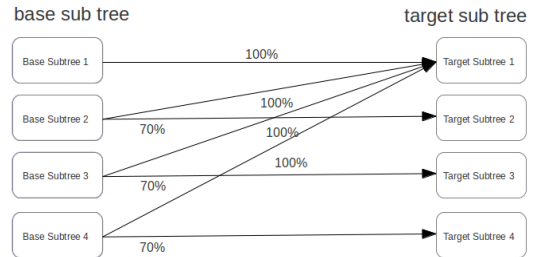 base sub tree
target sub tree
Base Subtree 1
100%
Target Subtree 1
Base Subtree 2
100%
70%
100%
Target Subtree 2
Base Subtree 3
100%
70%
Target Subtree 3
Base Subtree 4
70%
Target Subtree 4